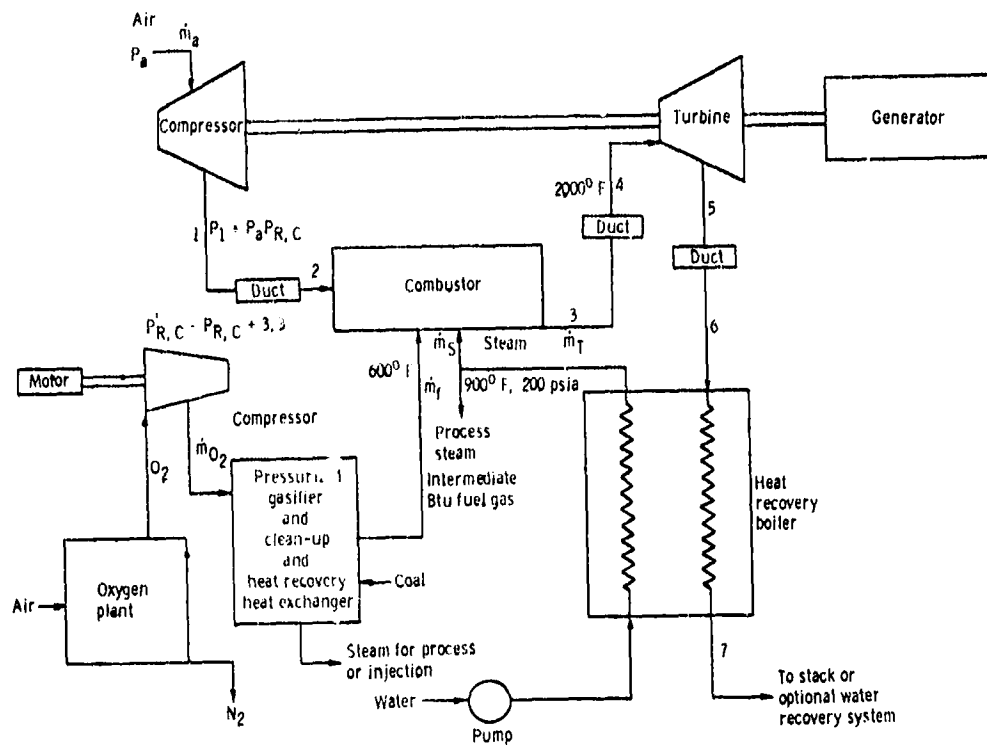 Air
ṁa
Pa
Compressor
Turbine
Generator
2000° F
4
5
1
P1 = PaPR, C
Duct
Duct
Duct
2
Combustor
3
6
P'R, C - PR, C + 3,
ṁS
Steam
ṁT
600° F
ṁf
900° F, 200 psia
Motor
Compressor
Process
steam
O2
ṁO2
Intermediate
Btu fuel gas
Heat
recovery
boiler
gasifier
and
clean-up
and
heat recovery
heat exchanger
Oxygen
plant
Air
Coal
Steam for process
or injection
7
Water
Pump
N2
To stack or
optional water
recovery system